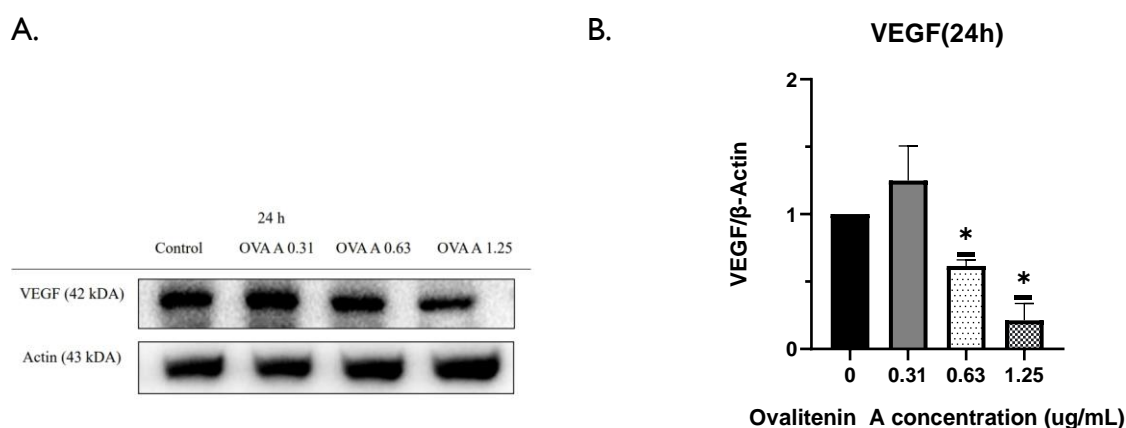 A.
24 h
Control OVA A 0.31 OVA A 0.63 OVA A 1.25
VEGF (42 kDA)
Actin (43 kDA)
B.
VEGF(24h)
VEGF/β-Actin
2
1
0
*
*
0 0.31 0.63 1.25
Ovalitenin A concentration (ug/mL)